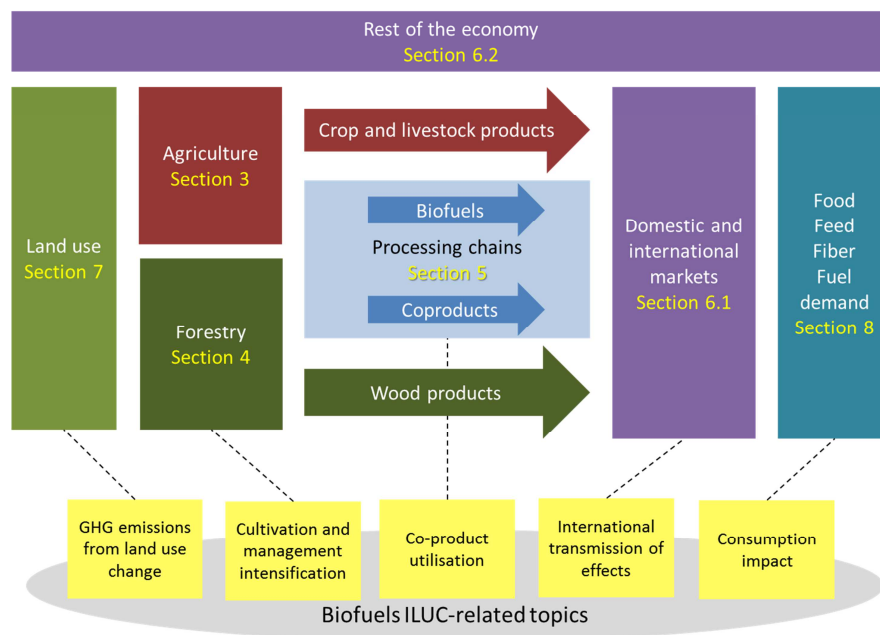 Rest of the economy
Section 6.2
Land use
Section 7
Agriculture
Section 3
Forestry
Section 4
Crop and livestock products
Biofuels
Processing chains
Section 5
Coproducts
Wood products
Domestic and
international
markets
Section 6.1
Food
Feed
Fiber
Fuel
demand
Section 8
GHG emissions
from land use
change
Cultivation and
management
intensification
Co-product
utilisation
International
transmission of
effects
Consumption
impact
Biofuels ILUC-related topics